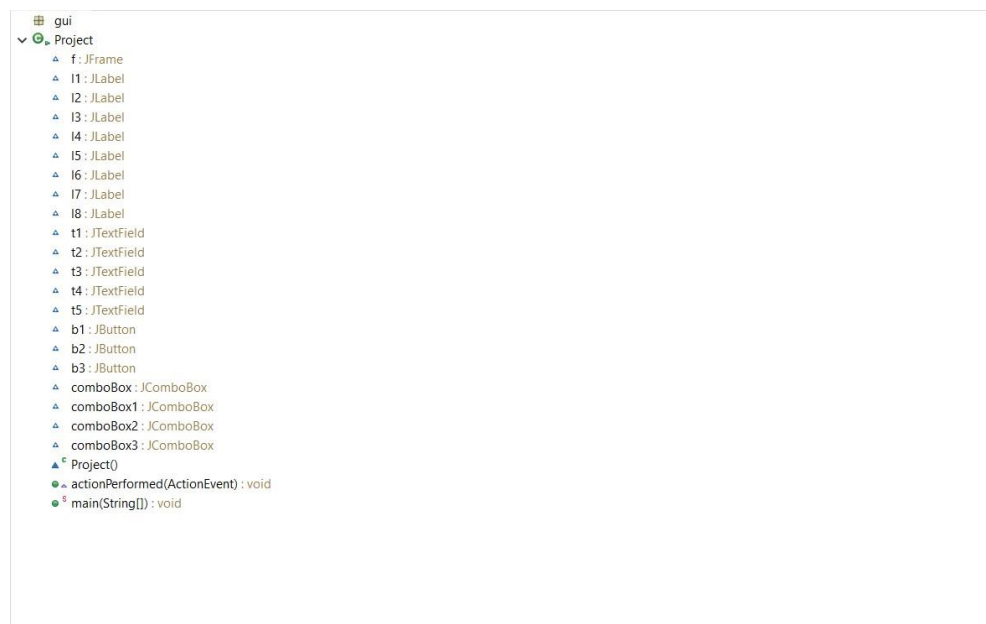 gui
Project
f : JFrame
l1 : JLabel
l2 : JLabel
l3 : JLabel
l4 : JLabel
l5 : JLabel
l6 : JLabel
l7 : JLabel
l8 : JLabel
t1 : JTextField
t2 : JTextField
t3 : JTextField
t4 : JTextField
t5 : JTextField
b1 : JButton
b2 : JButton
b3 : JButton
comboBox : JComboBox
comboBox1 : JComboBox
comboBox2 : JComboBox
comboBox3 : JComboBox
C Project()
actionPerformed(ActionEvent) : void
S main(String[]) : void